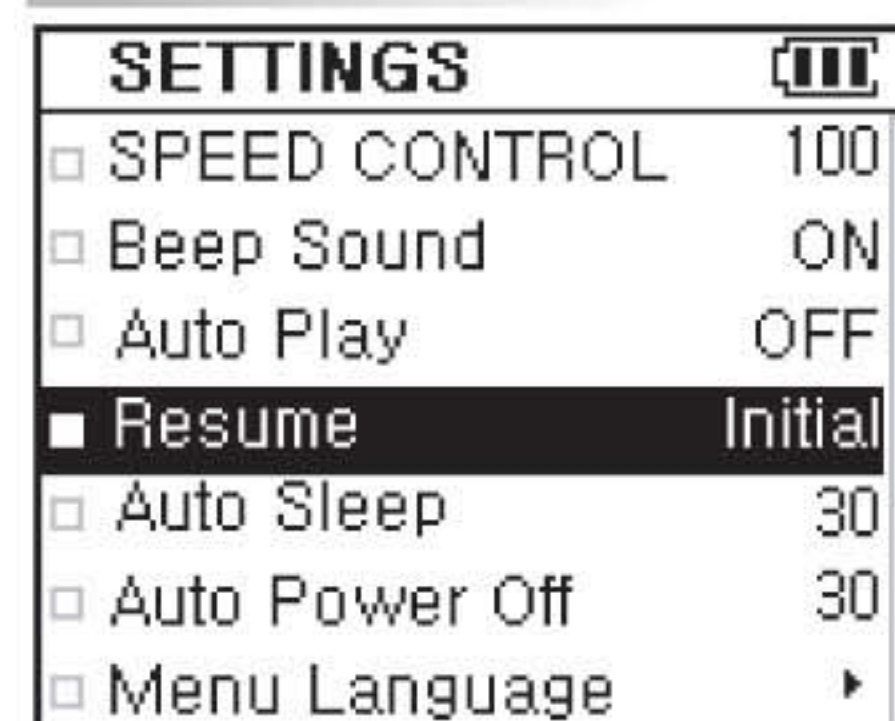 SETTINGS
SPEED CONTROL 100
Beep Sound ON
Auto Play OFF
Resume Initial
Auto Sleep 30
Auto Power Off 30
Menu Language